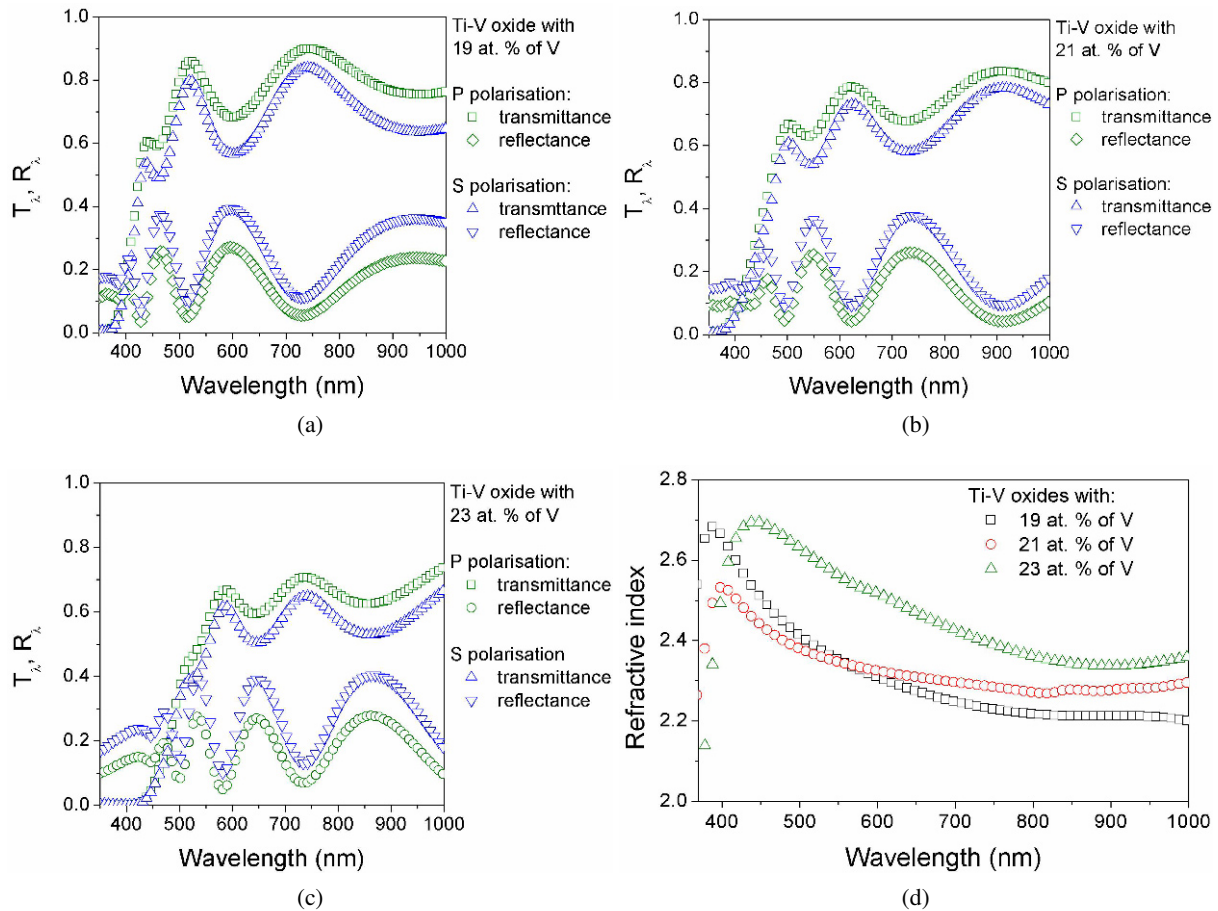 Ti-V oxide with
19 at. % of V
P polarisation:
transmittance
reflectance
S polarisation:
transmttance
reflectance
T λ, R λ
1.0
0.8
0.6
0.4
0.2
0.0
400 500 600 700 800 900 1000
Wavelength (nm)
(a)
Ti-V oxide with
21 at. % of V
P polarisation:
transmittance
reflectance
S polarisation:
transmittance
reflectance
T λ, R λ
1.0
0.8
0.6
0.4
0.2
0.0
400 500 600 700 800 900 1000
Wavelength (nm)
(b)
Ti-V oxide with
23 at. % of V
P polarisation:
transmittance
reflectance
S polarisation
transmittance
reflectance
T λ, R λ
1.0
0.8
0.6
0.4
0.2
0.0
400 500 600 700 800 900 1000
Wavelength (nm)
(c)
Ti-V oxides with:
19 at. % of V
21 at. % of V
23 at. % of V
Refractive index
2.8
2.6
2.4
2.2
2.0
400 500 600 700 800 900 1000
Wavelength (nm)
(d)